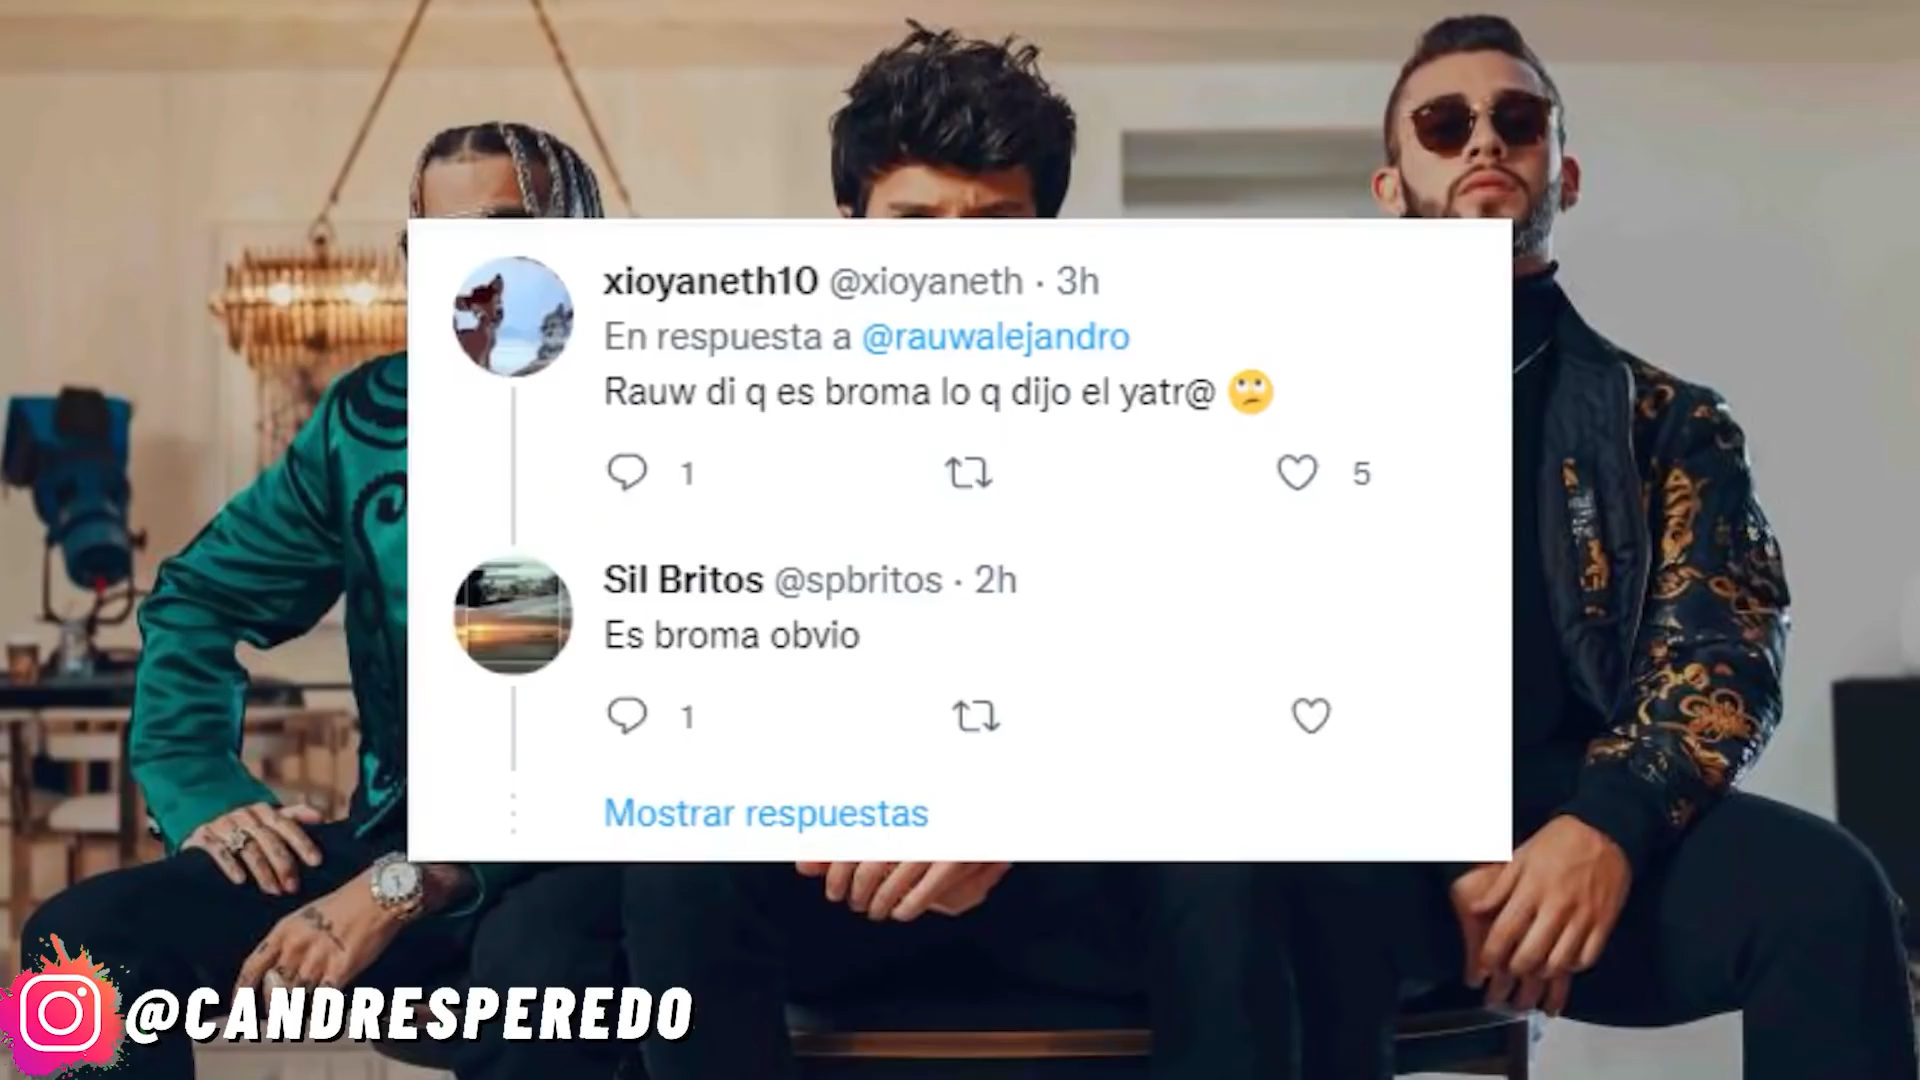 xioyaneth10 @xioyaneth · 3h
En respuesta a @rauwalejandro
Rauw di q es broma lo q dijo el yatr@ 🙄
1 5
Sil Britos @spbritos · 2h
Es broma obvio
1
Mostrar respuestas
@CANDRESPEREDO